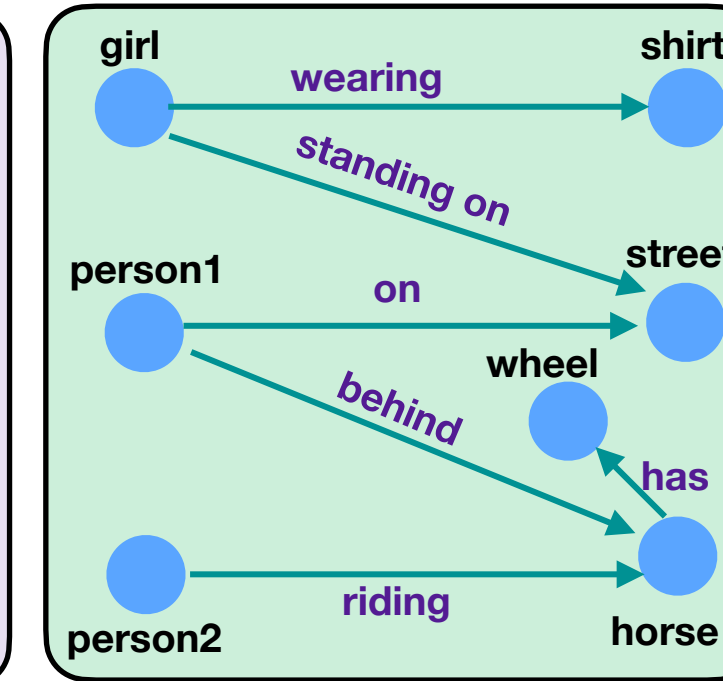 girl
shirt
wearing
standing on
person1
street
on
wheel
behind
has
riding
person2
horse